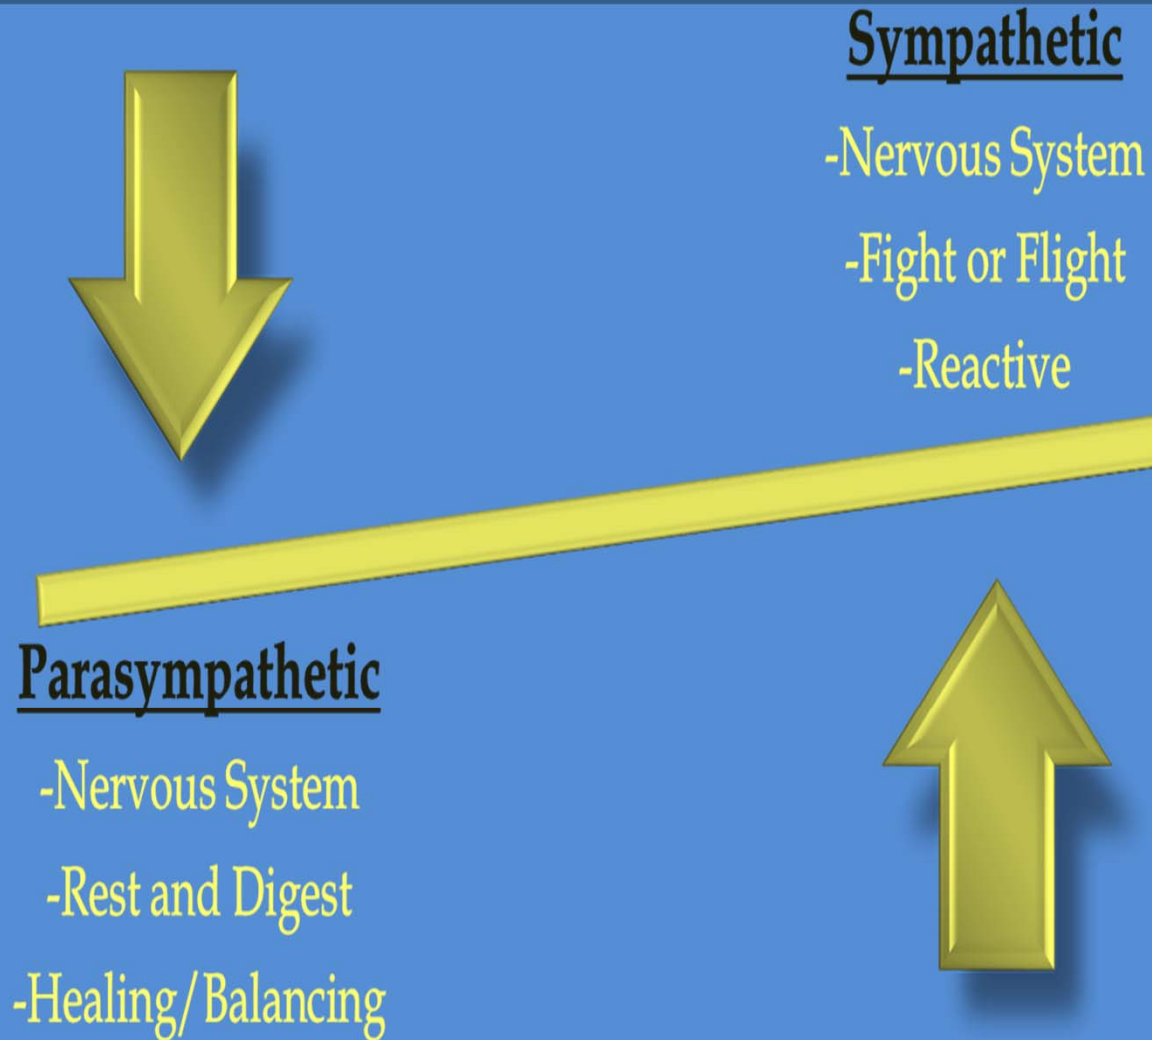 Sympathetic
-Nervous System
-Fight or Flight
-Reactive
Parasympathetic
-Nervous System
-Rest and Digest
-Healing/Balancing